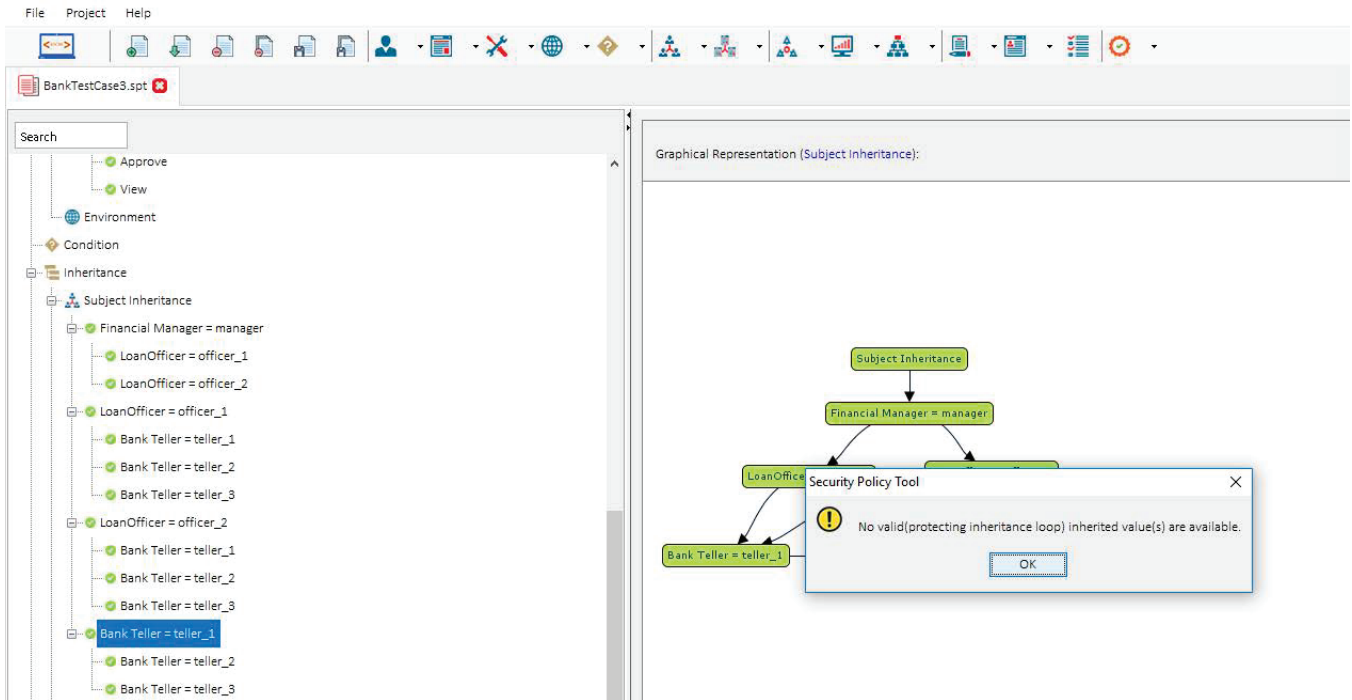 File Project Help
BankTestCase3.spt
Search
Approve
View
Environment
Condition
Inheritance
Subject Inheritance
Financial Manager = manager
LoanOfficer = officer_1
LoanOfficer = officer_2
LoanOfficer = officer_1
Bank Teller = teller_1
Bank Teller = teller_2
Bank Teller = teller_3
LoanOfficer = officer_2
Bank Teller = teller_1
Bank Teller = teller_2
Bank Teller = teller_3
Bank Teller = teller_1
Bank Teller = teller_2
Bank Teller = teller_3
Graphical Representation (Subject Inheritance):
Subject Inheritance
Financial Manager = manager
LoanOffice
Bank Teller = teller_1
Security Policy Tool
No valid(protecting inheritance loop) inherited value(s) are available.
OK